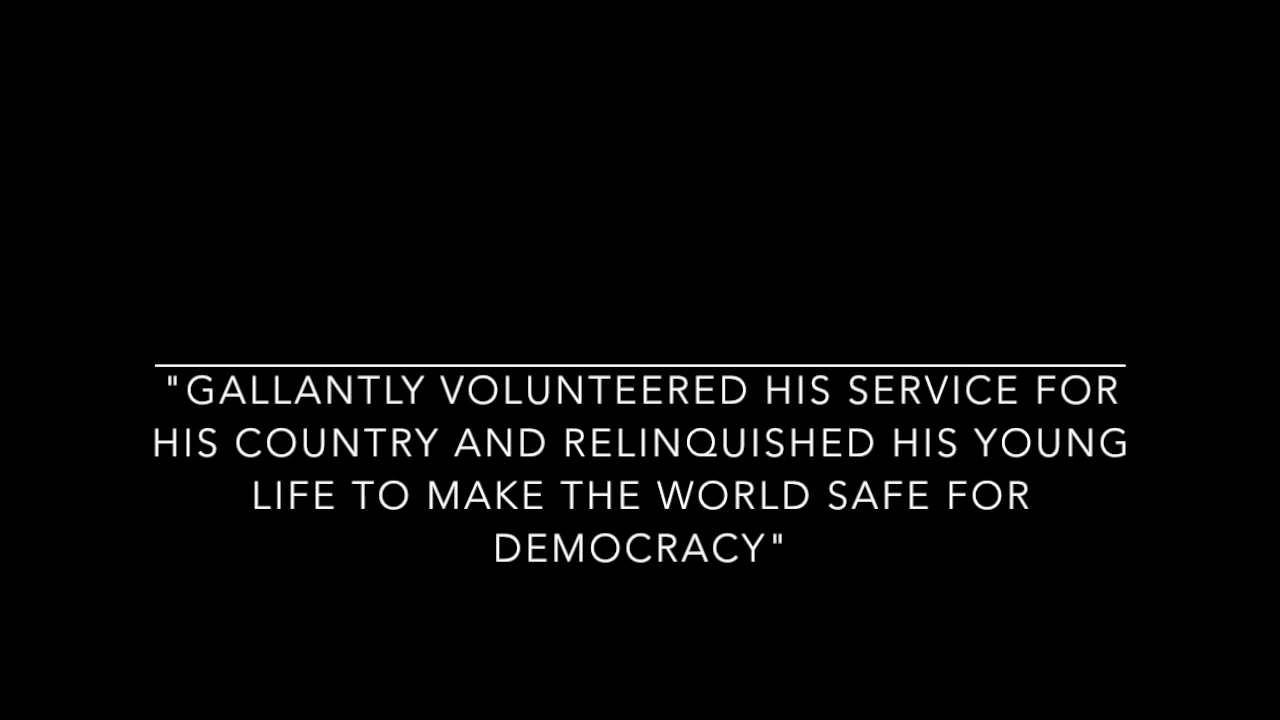 "GALLANTLY VOLUNTEERED HIS SERVICE FOR
HIS COUNTRY AND RELINQUISHED HIS YOUNG
LIFE TO MAKE THE WORLD SAFE FOR
DEMOCRACY"